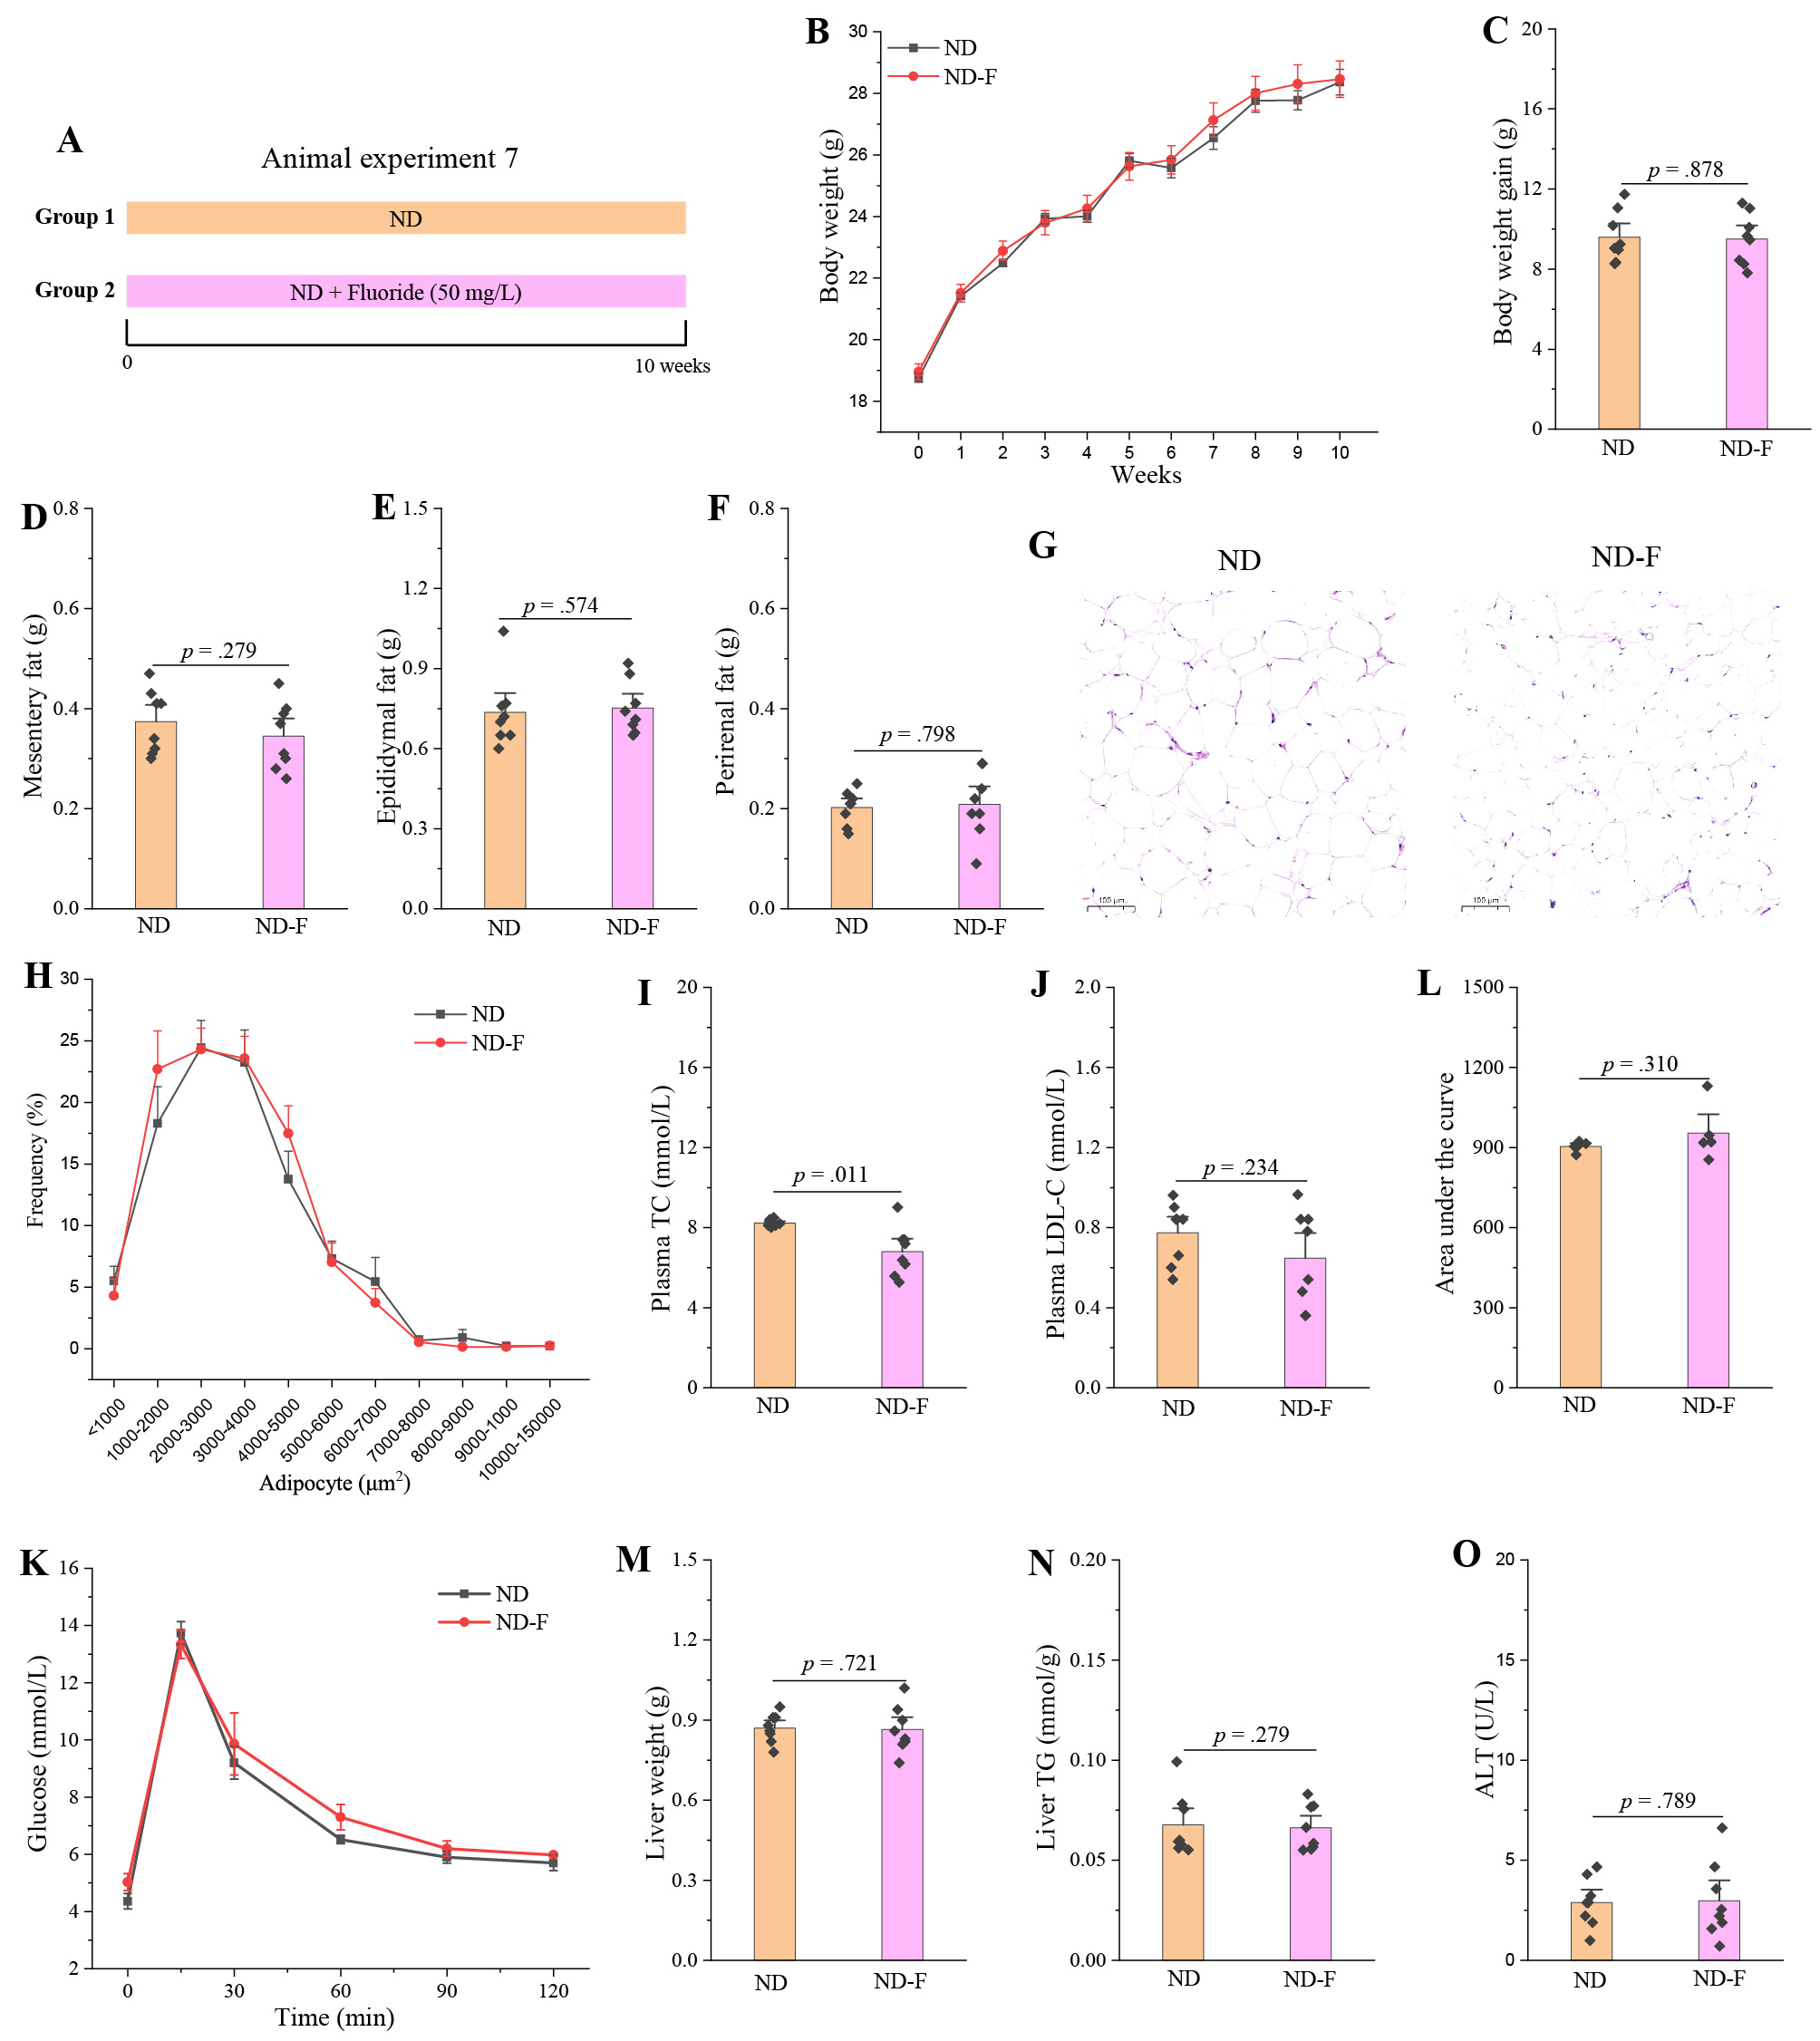 A
Animal experiment 7
Group 1
ND
Group 2
ND + Fluoride (50 mg/L)
0
10 weeks
B
ND
ND-F
Body weight (g)
30
28
26
24
22
20
18
0 1 2 3 4 5 6 7 8 9 10
Weeks
C
Body weight gain (g)
20
16
12
8
4
0
p = .878
ND ND-F
D
Mesentery fat (g)
0.8
0.6
0.4
0.2
0.0
p = .279
ND ND-F
E
Epididymal fat (g)
1.5
1.2
0.9
0.6
0.3
0.0
p = .574
ND ND-F
F
Perirenal fat (g)
0.8
0.6
0.4
0.2
0.0
p = .798
ND ND-F
G
ND
ND-F
100 μm
100 μm
H
ND
ND-F
Frequency (%)
30
25
20
15
10
5
0
<1000
1000-2000
2000-3000
3000-4000
4000-5000
5000-6000
6000-7000
7000-8000
8000-9000
9000-1000
10000-150000
Adipocyte (μm²)
I
Plasma TC (mmol/L)
20
16
12
8
4
0
p = .011
ND ND-F
J
Plasma LDL-C (mmol/L)
2.0
1.6
1.2
0.8
0.4
0.0
p = .234
ND ND-F
L
Area under the curve
1500
1200
900
600
300
0
p = .310
ND ND-F
K
ND
ND-F
Glucose (mmol/L)
16
14
12
10
8
6
4
2
0 30 60 90 120
Time (min)
M
Liver weight (g)
1.5
1.2
0.9
0.6
0.3
0.0
p = .721
ND ND-F
N
Liver TG (mmol/g)
0.20
0.15
0.10
0.05
0.00
p = .279
ND ND-F
O
ALT (U/L)
20
15
10
5
0
p = .789
ND ND-F